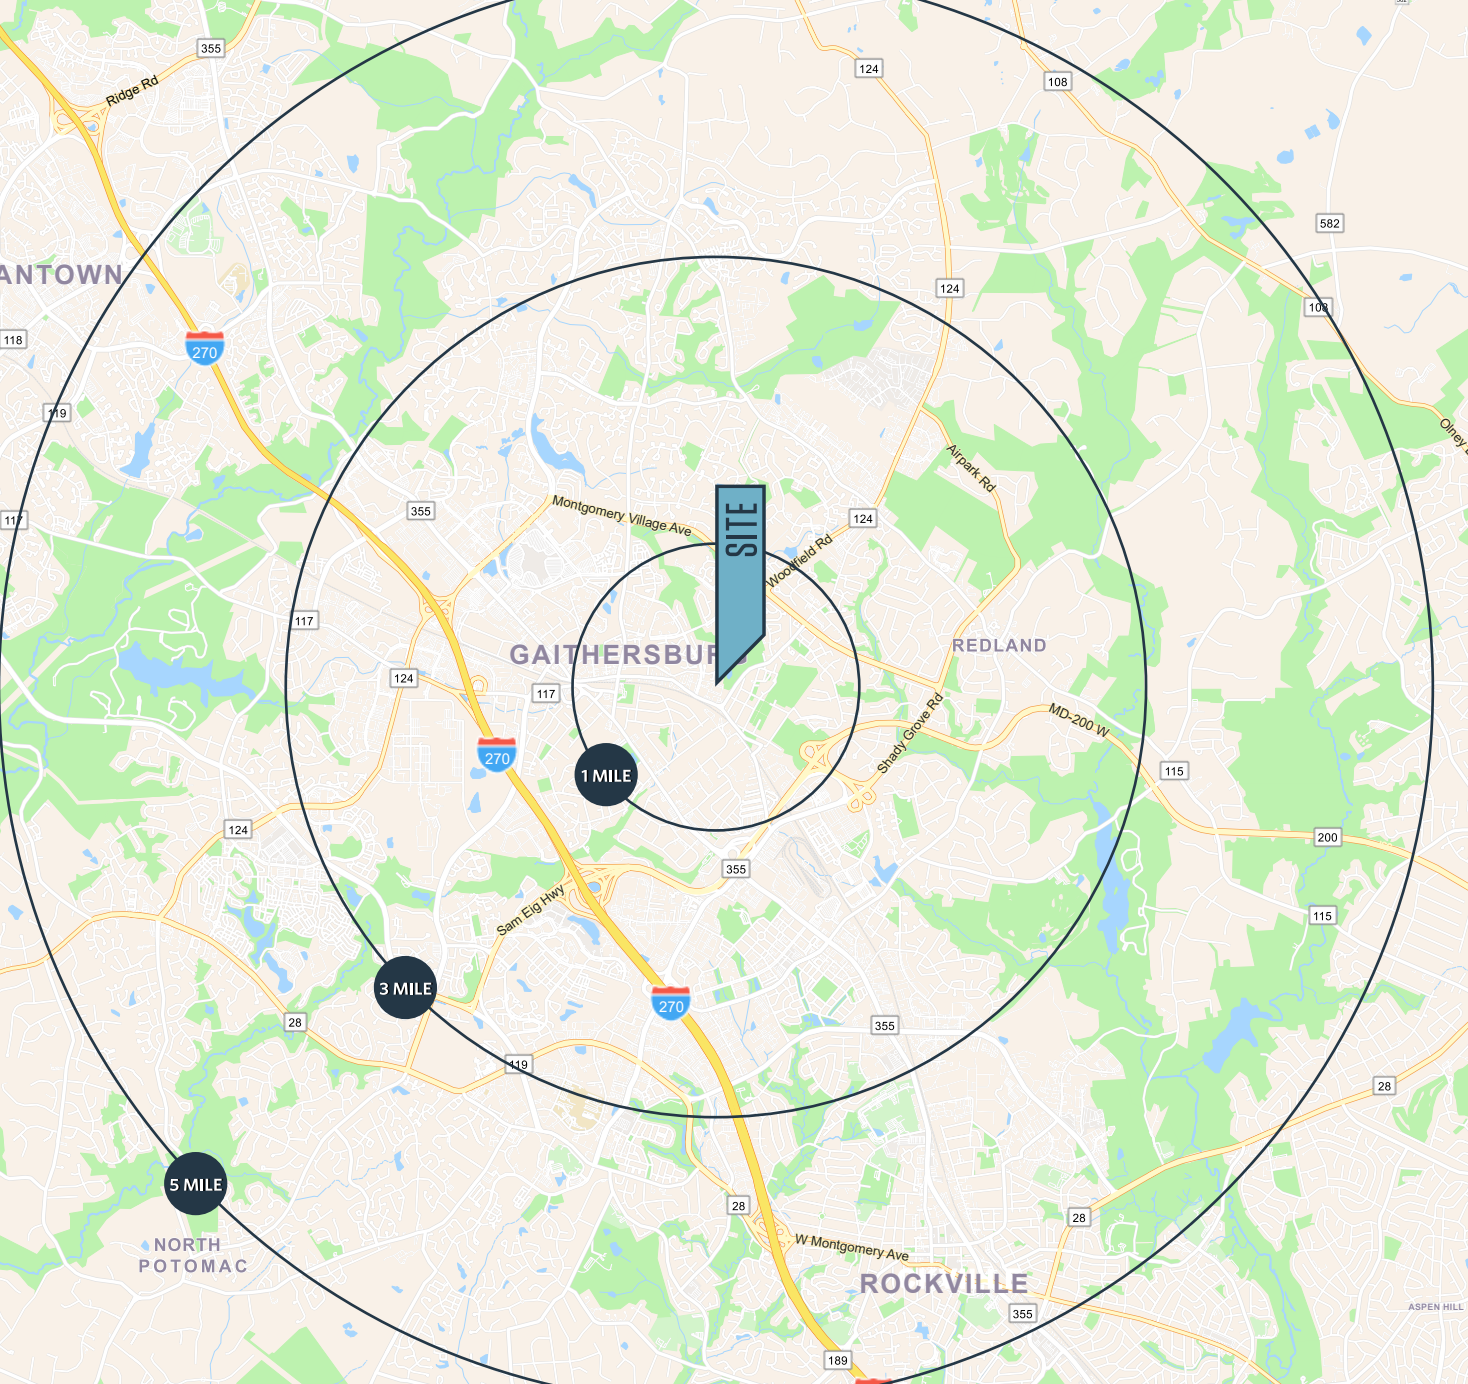 355
Ridge Rd
124
108
582
ANTOWN
124
108
118
270
119
Olney
Airpark Rd
117
355
Montgomery Village Ave
124
SITE
Woodfield Rd
117
GAITHERSBURG
REDLAND
124
117
MD-200 W
Shady Grove Rd
270
115
1 MILE
124
200
355
Sam Eig Hwy
115
3 MILE
270
28
355
119
28
5 MILE
28
28
NORTH
POTOMAC
W Montgomery Ave
ROCKVILLE
355
ASPEN HILL
189